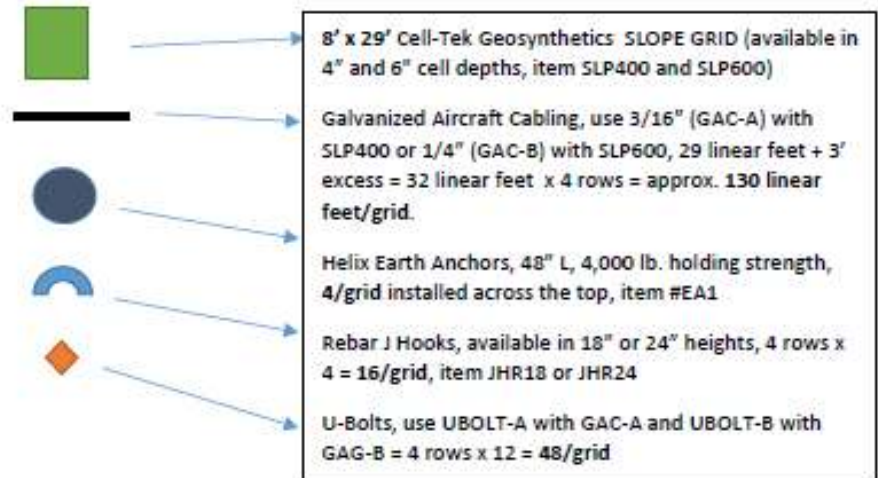 8’ x 29’ Cell-Tek Geosynthetics SLOPE GRID (available in
4” and 6” cell depths, item SLP400 and SLP600)
Galvanized Aircraft Cabling, use 3/16” (GAC-A) with
SLP400 or 1/4” (GAC-B) with SLP600, 29 linear feet + 3’
excess = 32 linear feet x 4 rows = approx. 130 linear
feet/grid.
Helix Earth Anchors, 48” L, 4,000 lb. holding strength,
4/grid installed across the top, item #EA1
Rebar J Hooks, available in 18” or 24” heights, 4 rows x
4 = 16/grid, item JHR18 or JHR24
U-Bolts, use UBOLT-A with GAC-A and UBOLT-B with
GAG-B = 4 rows x 12 = 48/grid